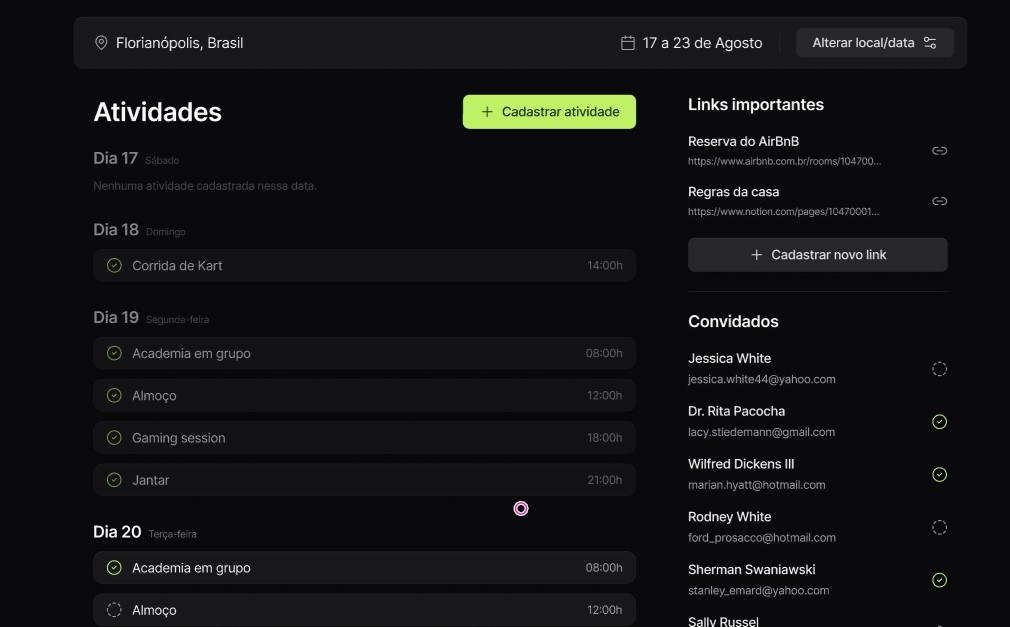 Florianópolis, Brasil
17 a 23 de Agosto
Alterar local/data
Atividades
Cadastrar atividade
Dia 17 Sábado
Nenhuma atividade cadastrada nessa data.
Dia 18 Domingo
Corrida de Kart 14:00h
Dia 19 Segunda-feira
Academia em grupo 08:00h
Almoço 12:00h
Gaming session 18:00h
Jantar 21:00h
Dia 20 Terça-feira
Academia em grupo 08:00h
Almoço 12:00h
Links importantes
Reserva do AirBnB
https://www.airbnb.com.br/rooms/104700...
Regras da casa
https://www.notion.com/pages/10470001...
Cadastrar novo link
Convidados
Jessica White
jessica.white44@yahoo.com
Dr. Rita Pacocha
lacy.stiedemann@gmail.com
Wilfred Dickens III
marian.hyatt@hotmail.com
Rodney White
ford_prosacco@hotmail.com
Sherman Swaniawski
stanley_emard@yahoo.com
Sally Russel